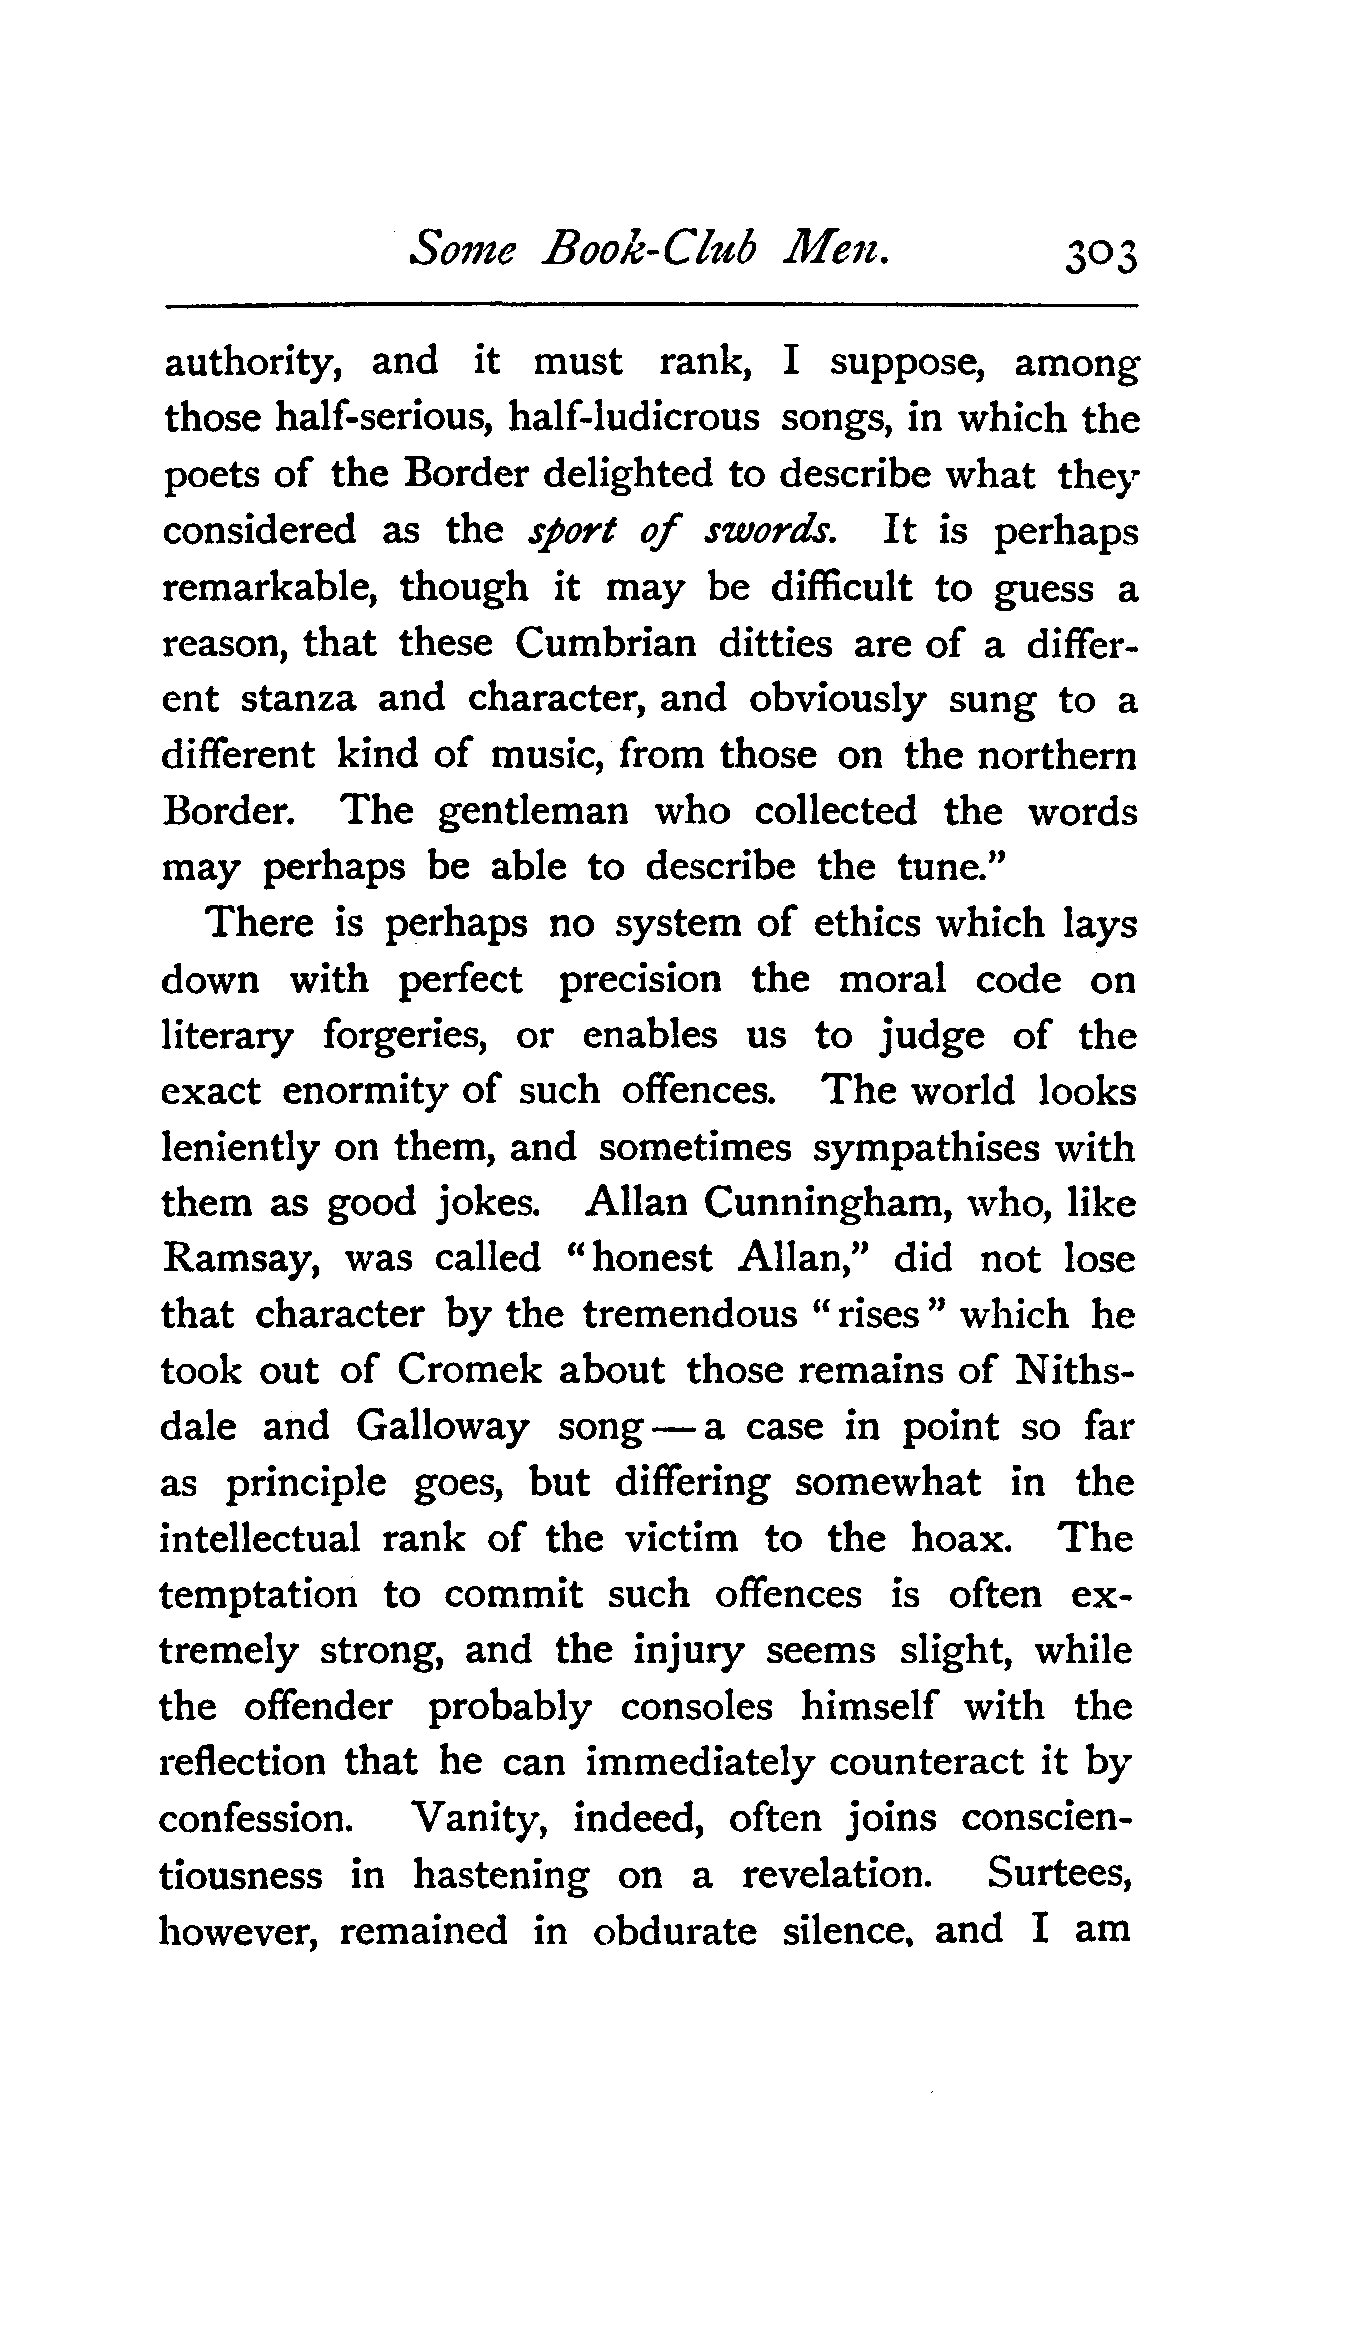 Some Book-Club Men. 303
authority, and it must rank, I suppose, among
those half-serious, half-ludicrous songs, in which the
poets of the Border delighted to describe what they
considered as the sport of swords. It is perhaps
remarkable, though it may be difficult to guess a
reason, that these Cumbrian ditties are of a differ-
ent stanza and character, and obviously sung to a
different kind of music, from those on the northern
Border. The gentleman who collected the words
may perhaps be able to describe the tune.”
There is perhaps no system of ethics which lays
down with perfect precision the moral code on
literary forgeries, or enables us to judge of the
exact enormity of such offences. The world looks
leniently on them, and sometimes sympathises with
them as good jokes. Allan Cunningham, who, like
Ramsay, was called “honest Allan,” did not lose
that character by the tremendous “rises” which he
took out of Cromek about those remains of Niths-
dale and Galloway song—a case in point so far
as principle goes, but differing somewhat in the
intellectual rank of the victim to the hoax. The
temptation to commit such offences is often ex-
tremely strong, and the injury seems slight, while
the offender probably consoles himself with the
reflection that he can immediately counteract it by
confession. Vanity, indeed, often joins conscien-
tiousness in hastening on a revelation. Surtees,
however, remained in obdurate silence, and I am